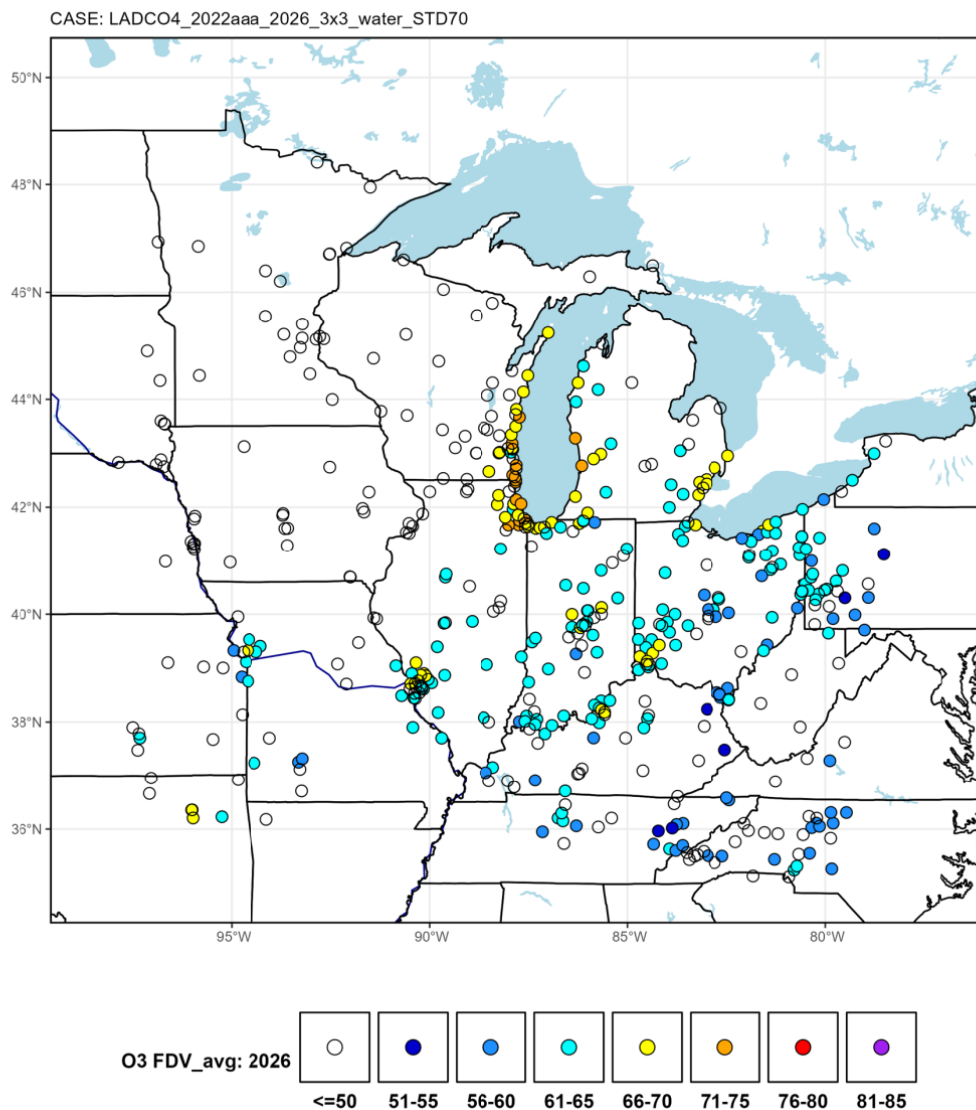 CASE: LADCO4_2022aaa_2026_3x3_water_STD70
50°N
48°N
46°N
44°N
42°N
40°N
38°N
36°N
95°W 90°W 85°W 80°W
O3 FDV_avg: 2026
<=50 51-55 56-60 61-65 66-70 71-75 76-80 81-85